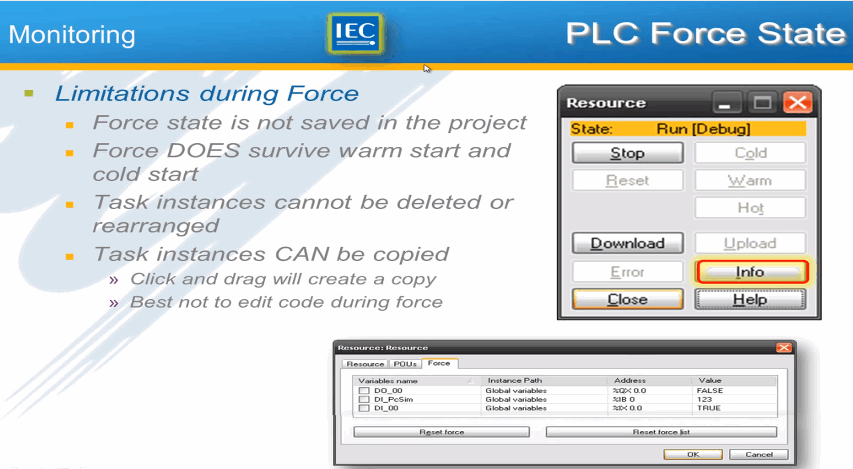 Monitoring
IEC
PLC Force State
Limitations during Force
Force state is not saved in the project
Force DOES survive warm start and
cold start
Task instances cannot be deleted or
rearranged
Task instances CAN be copied
» Click and drag will create a copy
» Best not to edit code during force
Resource
State: Run [Debug]
Stop Cold
Reset Warm
Hot
Download Upload
Error Info
Close Help
Resource: Resource
Resource POUs Force
Variables name Instance Path Address Value
DO_00 Global variables %QX 0.0 FALSE
DI_PcSim Global variables %IB 0 123
DI_00 Global variables %IX 0.0 TRUE
Reset force Reset force list
OK Cancel